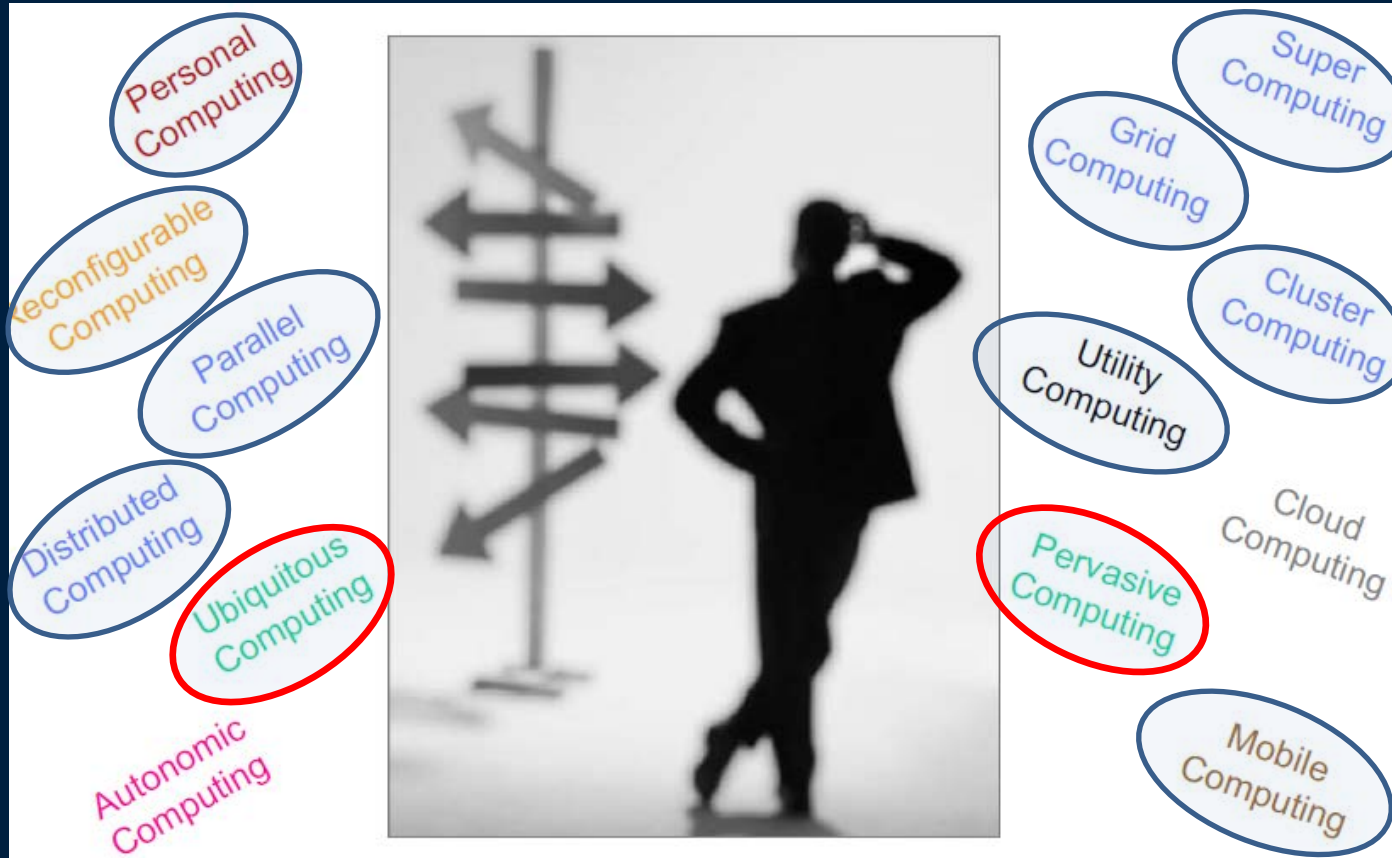 Personal
Computing
Reconfigurable
Computing
Parallel
Computing
Distributed
Computing
Ubiquitous
Computing
Autonomic
Computing
Super
Computing
Grid
Computing
Cluster
Computing
Utility
Computing
Cloud
Computing
Pervasive
Computing
Mobile
Computing